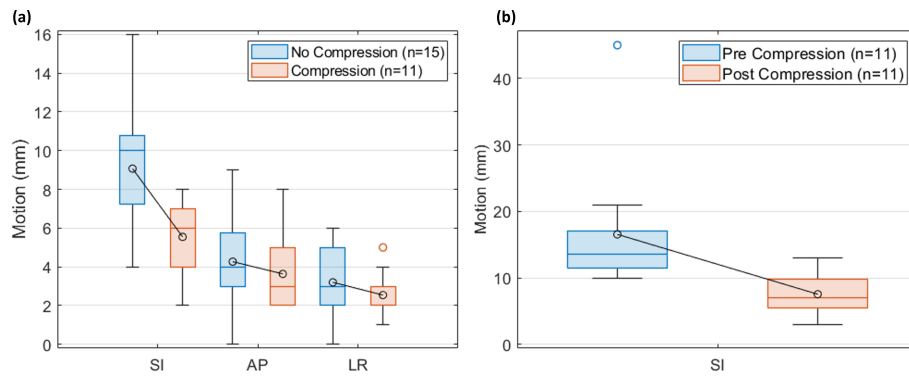 (a)
16
14
12
10
8
6
4
2
0
Motion (mm)
No Compression (n=15)
Compression (n=11)
SI AP LR
(b)
40
30
20
10
0
Motion (mm)
Pre Compression (n=11)
Post Compression (n=11)
SI